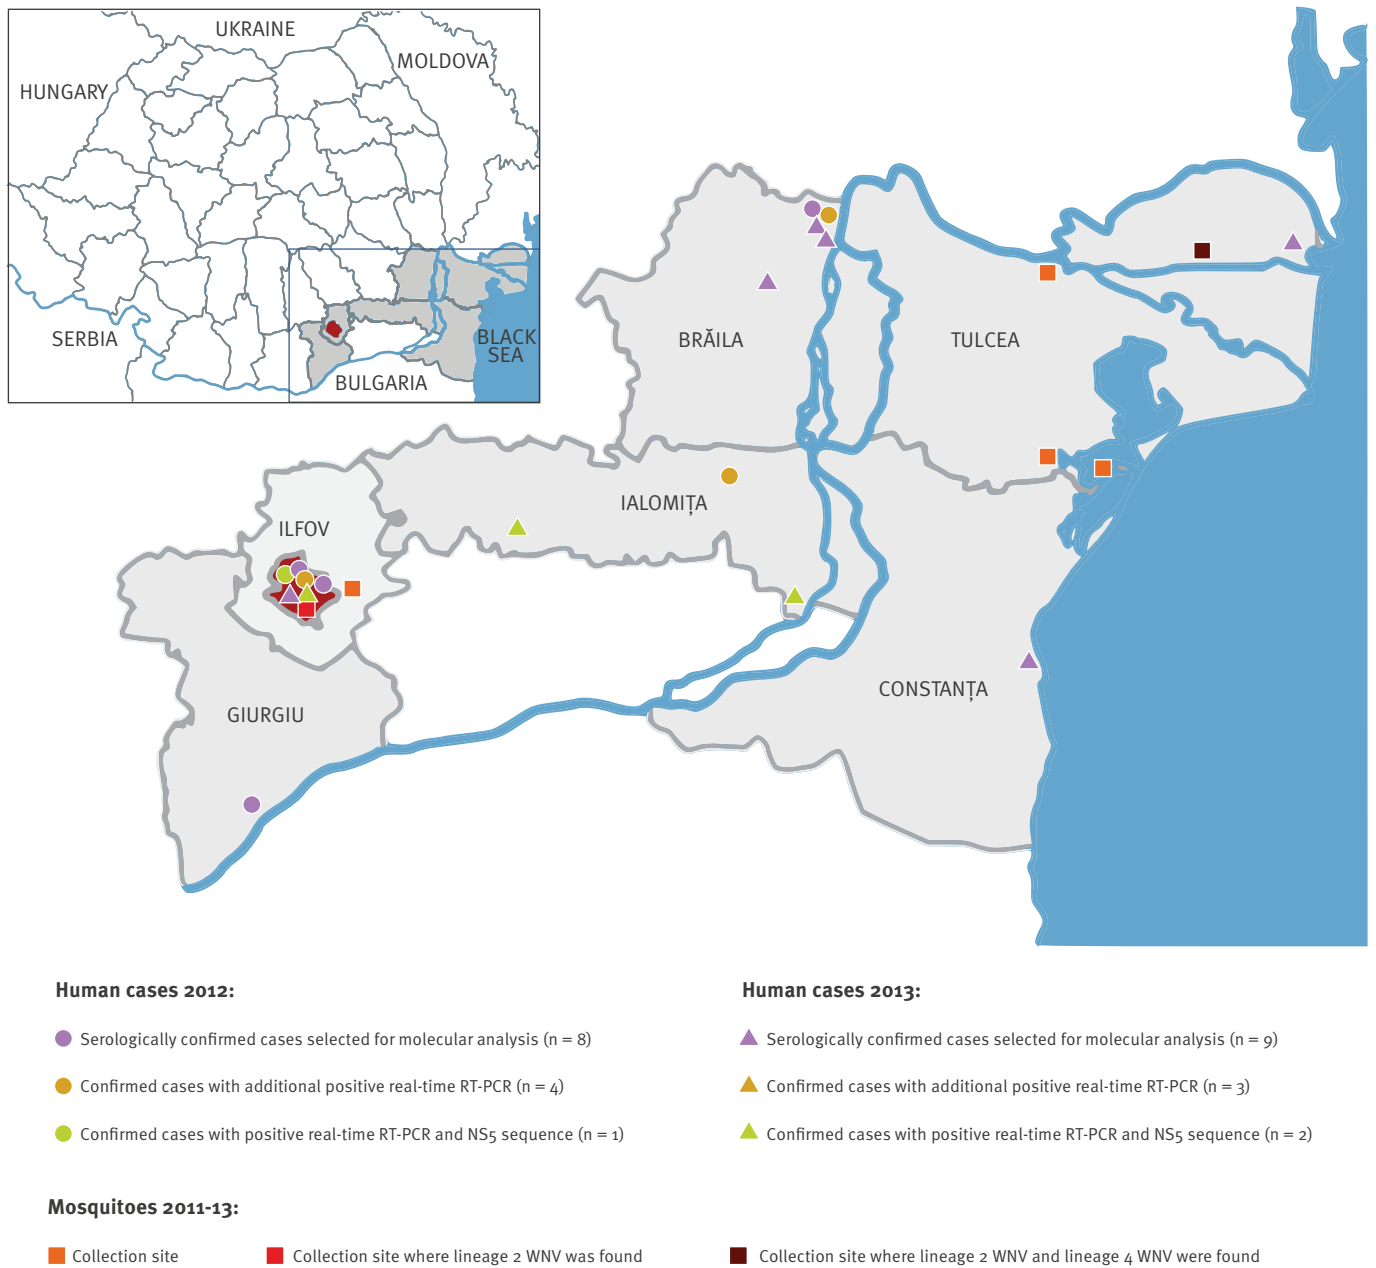 UKRAINE
MOLDOVA
HUNGARY
SERBIA
BLACK
SEA
BULGARIA
BRĂILA
TULCEA
IALOMIȚA
ILFOV
CONSTANȚA
GIURGIU
Human cases 2012:
Serologically confirmed cases selected for molecular analysis (n = 8)
Confirmed cases with additional positive real-time RT-PCR (n = 4)
Confirmed cases with positive real-time RT-PCR and NS5 sequence (n = 1)
Human cases 2013:
Serologically confirmed cases selected for molecular analysis (n = 9)
Confirmed cases with additional positive real-time RT-PCR (n = 3)
Confirmed cases with positive real-time RT-PCR and NS5 sequence (n = 2)
Mosquitoes 2011-13:
Collection site
Collection site where lineage 2 WNV was found
Collection site where lineage 2 WNV and lineage 4 WNV were found